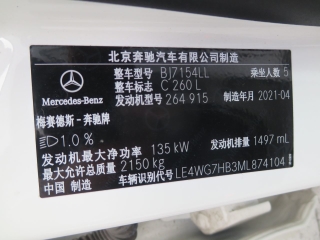 北京奔驰汽车有限公司制造
整车型号 BJ7154LL 乘坐人数 5
整车标志 C 260 L
发动机型号 264 915 制造年月 2021-04
Mercedes-Benz
梅赛德斯-奔驰牌
1.0%
发动机最大净功率 135 kW 发动机排量 1497 mL
最大允许总质量 2150 kg
中国 制造 车辆识别代号 LE4WG7HB3ML874104